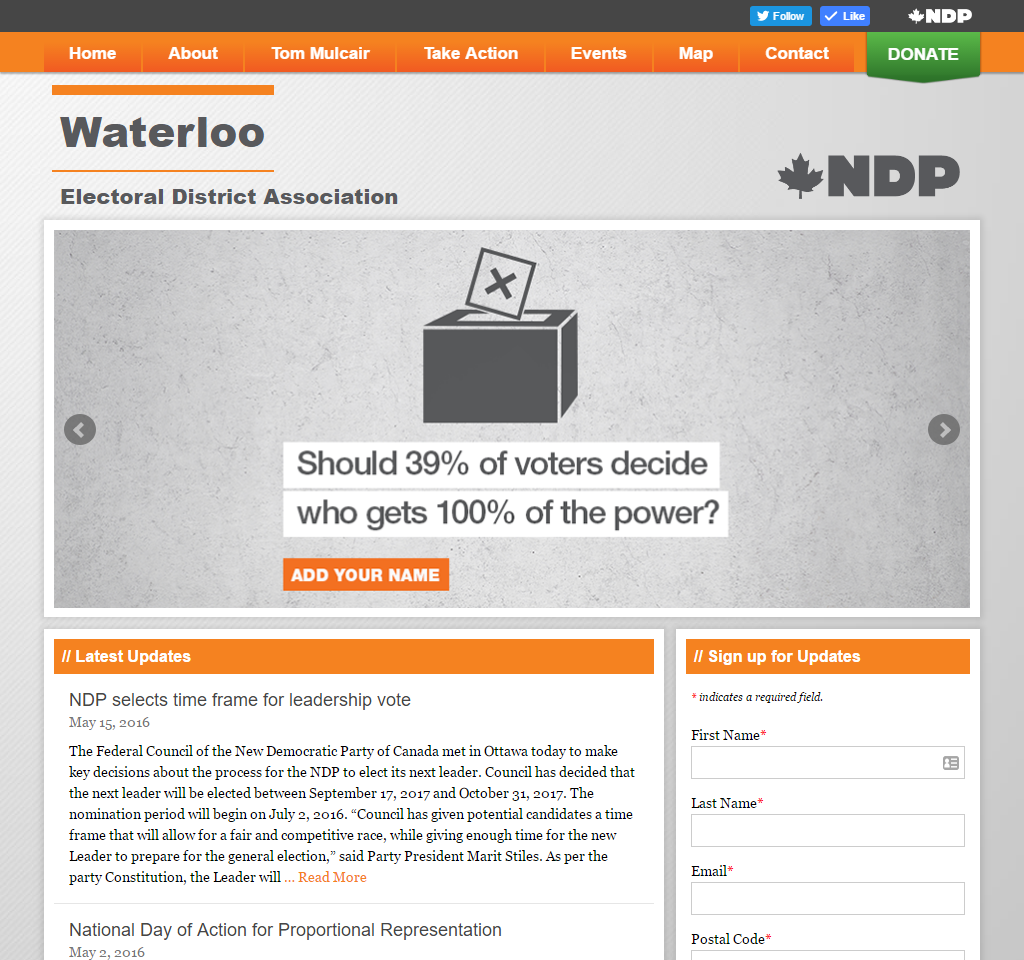 Follow
Like
NDP
Home
About
Tom Mulcair
Take Action
Events
Map
Contact
DONATE
Waterloo
Electoral District Association
NDP
Should 39% of voters decide
who gets 100% of the power?
ADD YOUR NAME
// Latest Updates
NDP selects time frame for leadership vote
May 15, 2016
The Federal Council of the New Democratic Party of Canada met in Ottawa today to make
key decisions about the process for the NDP to elect its next leader. Council has decided that
the next leader will be elected between September 17, 2017 and October 31, 2017. The
nomination period will begin on July 2, 2016. “Council has given potential candidates a time
frame that will allow for a fair and competitive race, while giving enough time for the new
Leader to prepare for the general election,” said Party President Marit Stiles. As per the
party Constitution, the Leader will ... Read More
National Day of Action for Proportional Representation
May 2, 2016
// Sign up for Updates
* indicates a required field.
First Name*
Last Name*
Email*
Postal Code*